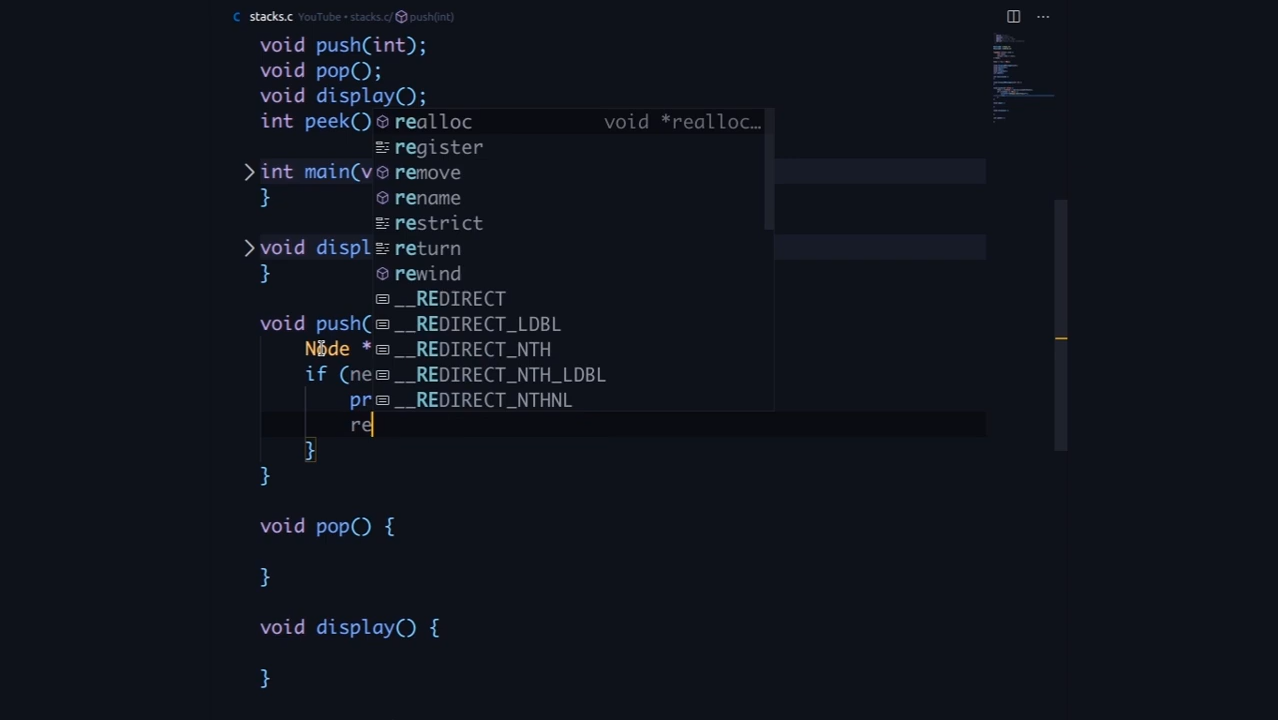 C stacks.c YouTube • stacks.c/ push(int) ...
void push(int);
void pop();
void display();
int peek()
realloc void *realloc…
register
> int main(v
remove
}
rename
restrict
> void displ
return
}
rewind
__REDIRECT
void push(
__REDIRECT_LDBL
Node *
__REDIRECT_NTH
if (ne
__REDIRECT_NTH_LDBL
pr
__REDIRECT_NTHNL
re
}
}
void pop() {
}
void display() {
}